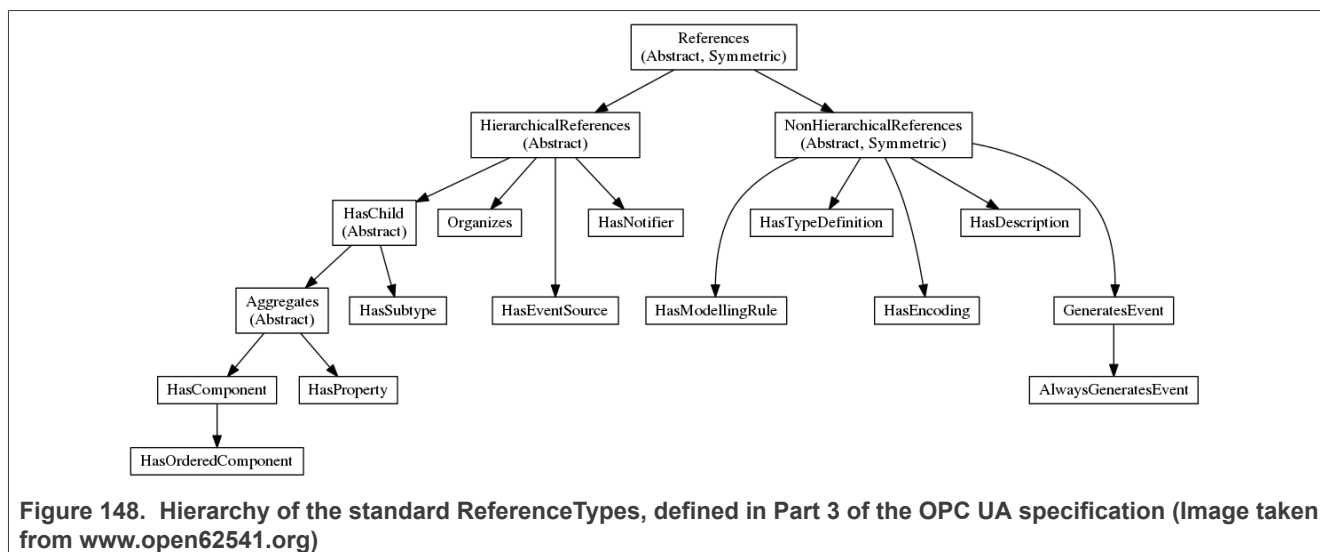 References
(Abstract, Symmetric)
HierarchicalReferences
(Abstract)
NonHierarchicalReferences
(Abstract, Symmetric)
HasChild
(Abstract)
Organizes
HasNotifier
HasTypeDefinition
HasDescription
Aggregates
(Abstract)
HasSubtype
HasEventSource
HasModellingRule
HasEncoding
GeneratesEvent
HasComponent
HasProperty
AlwaysGeneratesEvent
HasOrderedComponent
Figure 148. Hierarchy of the standard ReferenceTypes, defined in Part 3 of the OPC UA specification (Image taken
from www.open62541.org)